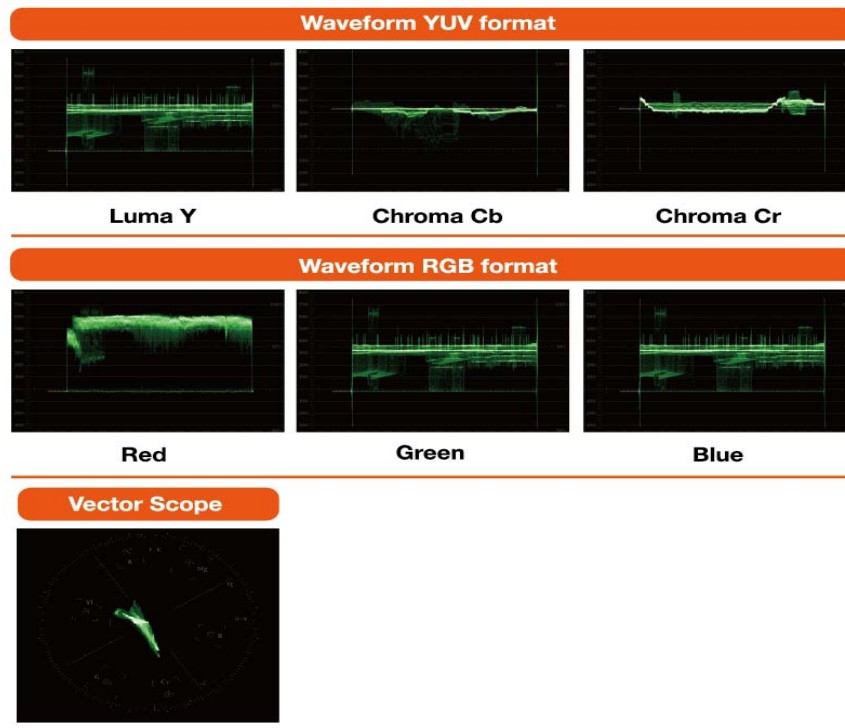 Waveform YUV format
Luma Y
Chroma Cb
Chroma Cr
Waveform RGB format
Red
Green
Blue
Vector Scope